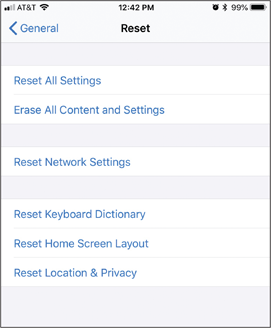 AT&T 12:42 PM 99%
General Reset
Reset All Settings
Erase All Content and Settings
Reset Network Settings
Reset Keyboard Dictionary
Reset Home Screen Layout
Reset Location & Privacy